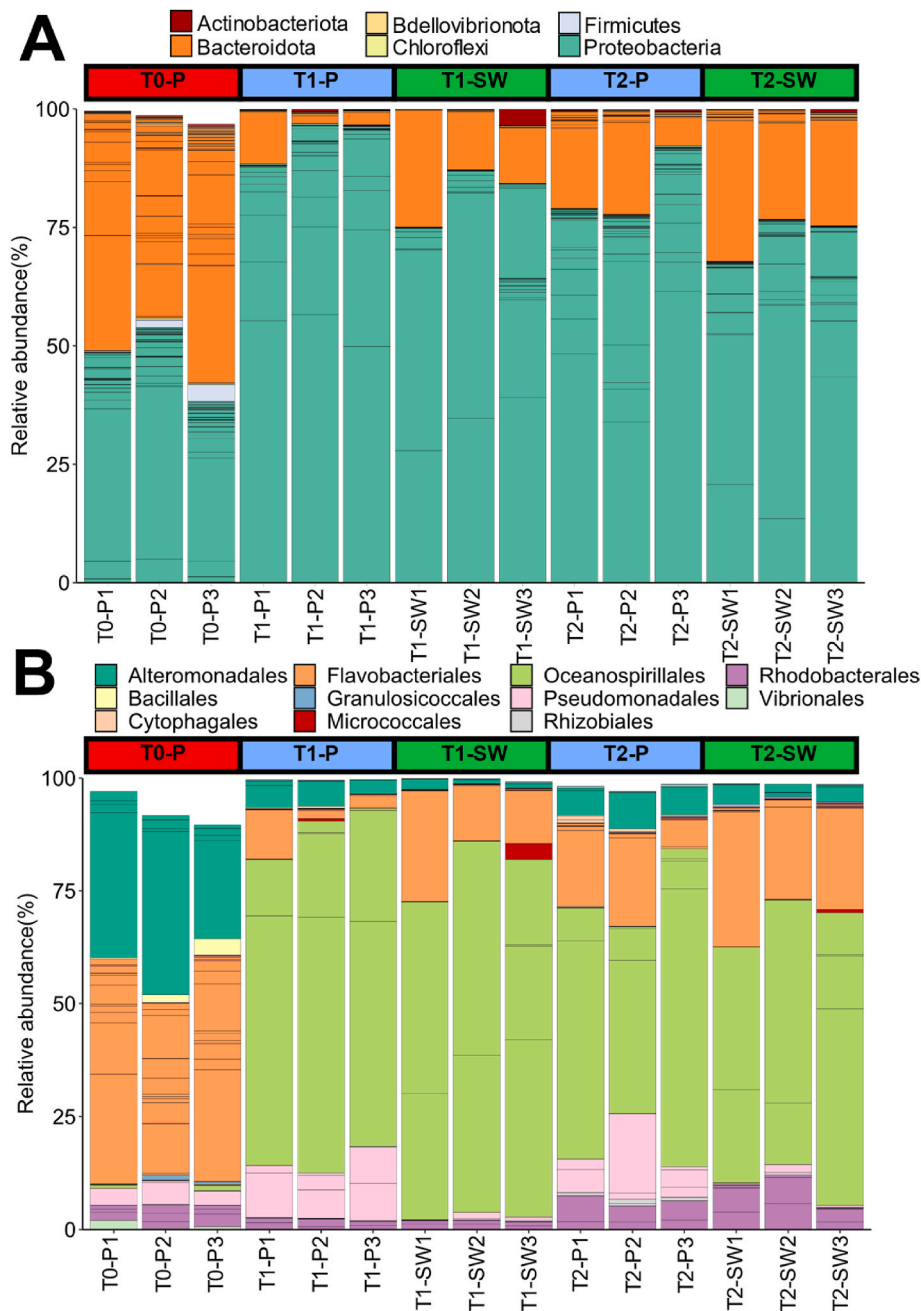 A
Actinobacteriota Bdellovibrionota Firmicutes
Bacteroidota Chloroflexi Proteobacteria
T0-P T1-P T1-SW T2-P T2-SW
100
75
50
25
0
Relative abundance(%)
T0-P1 T0-P2 T0-P3 T1-P1 T1-P2 T1-P3 T1-SW1 T1-SW2 T1-SW3 T2-P1 T2-P2 T2-P3 T2-SW1 T2-SW2 T2-SW3
B
Alteromonadales Flavobacteriales Oceanospirillales Rhodobacterales
Bacillales Granulosicoccales Pseudomonadales Vibrionales
Cytophagales Micrococcales Rhizobiales
T0-P T1-P T1-SW T2-P T2-SW
100
75
50
25
0
Relative abundance(%)
T0-P1 T0-P2 T0-P3 T1-P1 T1-P2 T1-P3 T1-SW1 T1-SW2 T1-SW3 T2-P1 T2-P2 T2-P3 T2-SW1 T2-SW2 T2-SW3